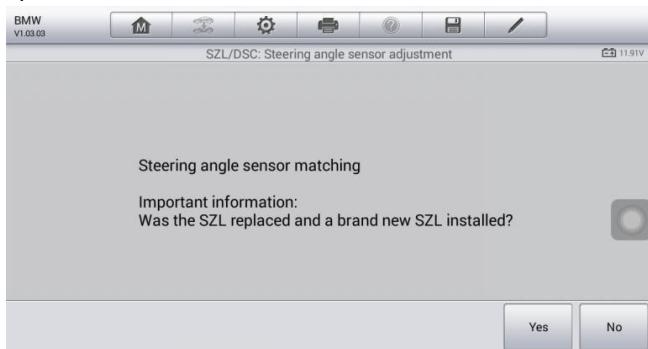 BMW
V1.03.03
SZL/DSC: Steering angle sensor adjustment
11.91V
Steering angle sensor matching
Important information:
Was the SZL replaced and a brand new SZL installed?
Yes
No